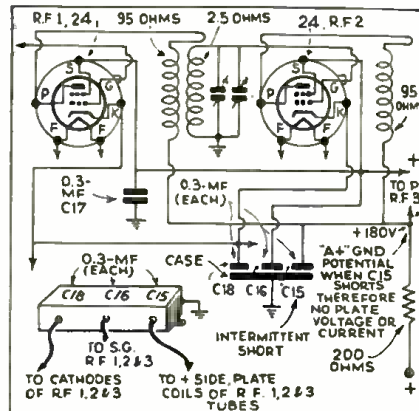 R.F 1, 24,
95 OHMS
2.5 OHMS
24, R.F 2
S
G
P
K
F
F
S
G
P
K
F
F
95
OHMS
0.3-
MF
C17
0.3-MF
(EACH)
+
TO P
R.F 3
+180V.
CASE
C18
C16
C15
"A+" GND
POTENTIAL
WHEN C15
SHORTS
THEREFORE
NO PLATE
VOLTAGE OR
CURRENT
INTERMITTENT
SHORT
200
OHMS
+
0.3-MF
(EACH)
C18
C16
C15
TO S.G.
RF 1,2&3
TO CATHODES
OF RF 1,2&3
TO + SIDE, PLATE
COILS OF R F. 1,2&3
TUBES